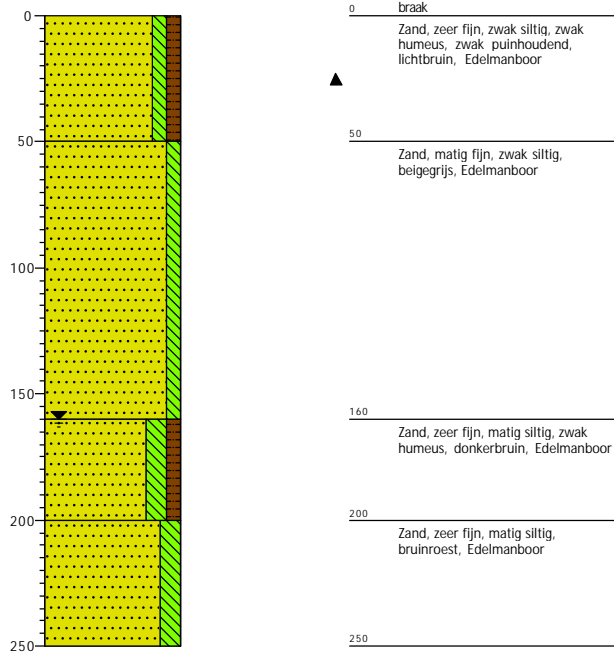 0
50
100
150
200
250
0 braak
Zand, zeer fijn, zwak siltig, zwak
humeus, zwak puinhoudend,
lichtbruin, Edelmanboor
50
Zand, matig fijn, zwak siltig,
beigegrijs, Edelmanboor
160
Zand, zeer fijn, matig siltig, zwak
humeus, donkerbruin, Edelmanboor
200
Zand, zeer fijn, matig siltig,
bruinroest, Edelmanboor
250